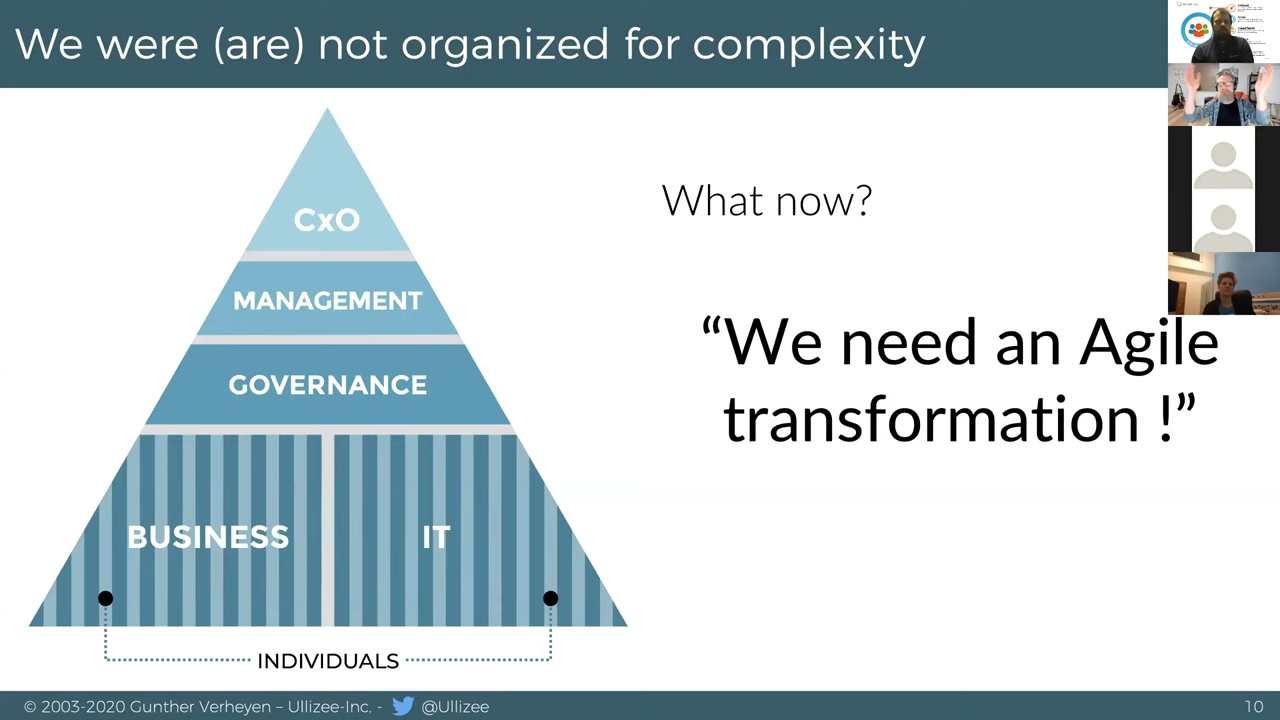 We were (are) not organized for complexity
CxO
MANAGEMENT
GOVERNANCE
BUSINESS
IT
INDIVIDUALS
What now?
“We need an Agile
transformation !”
© 2003-2020 Gunther Verheyen – Ullizee-Inc. - @Ullizee
10